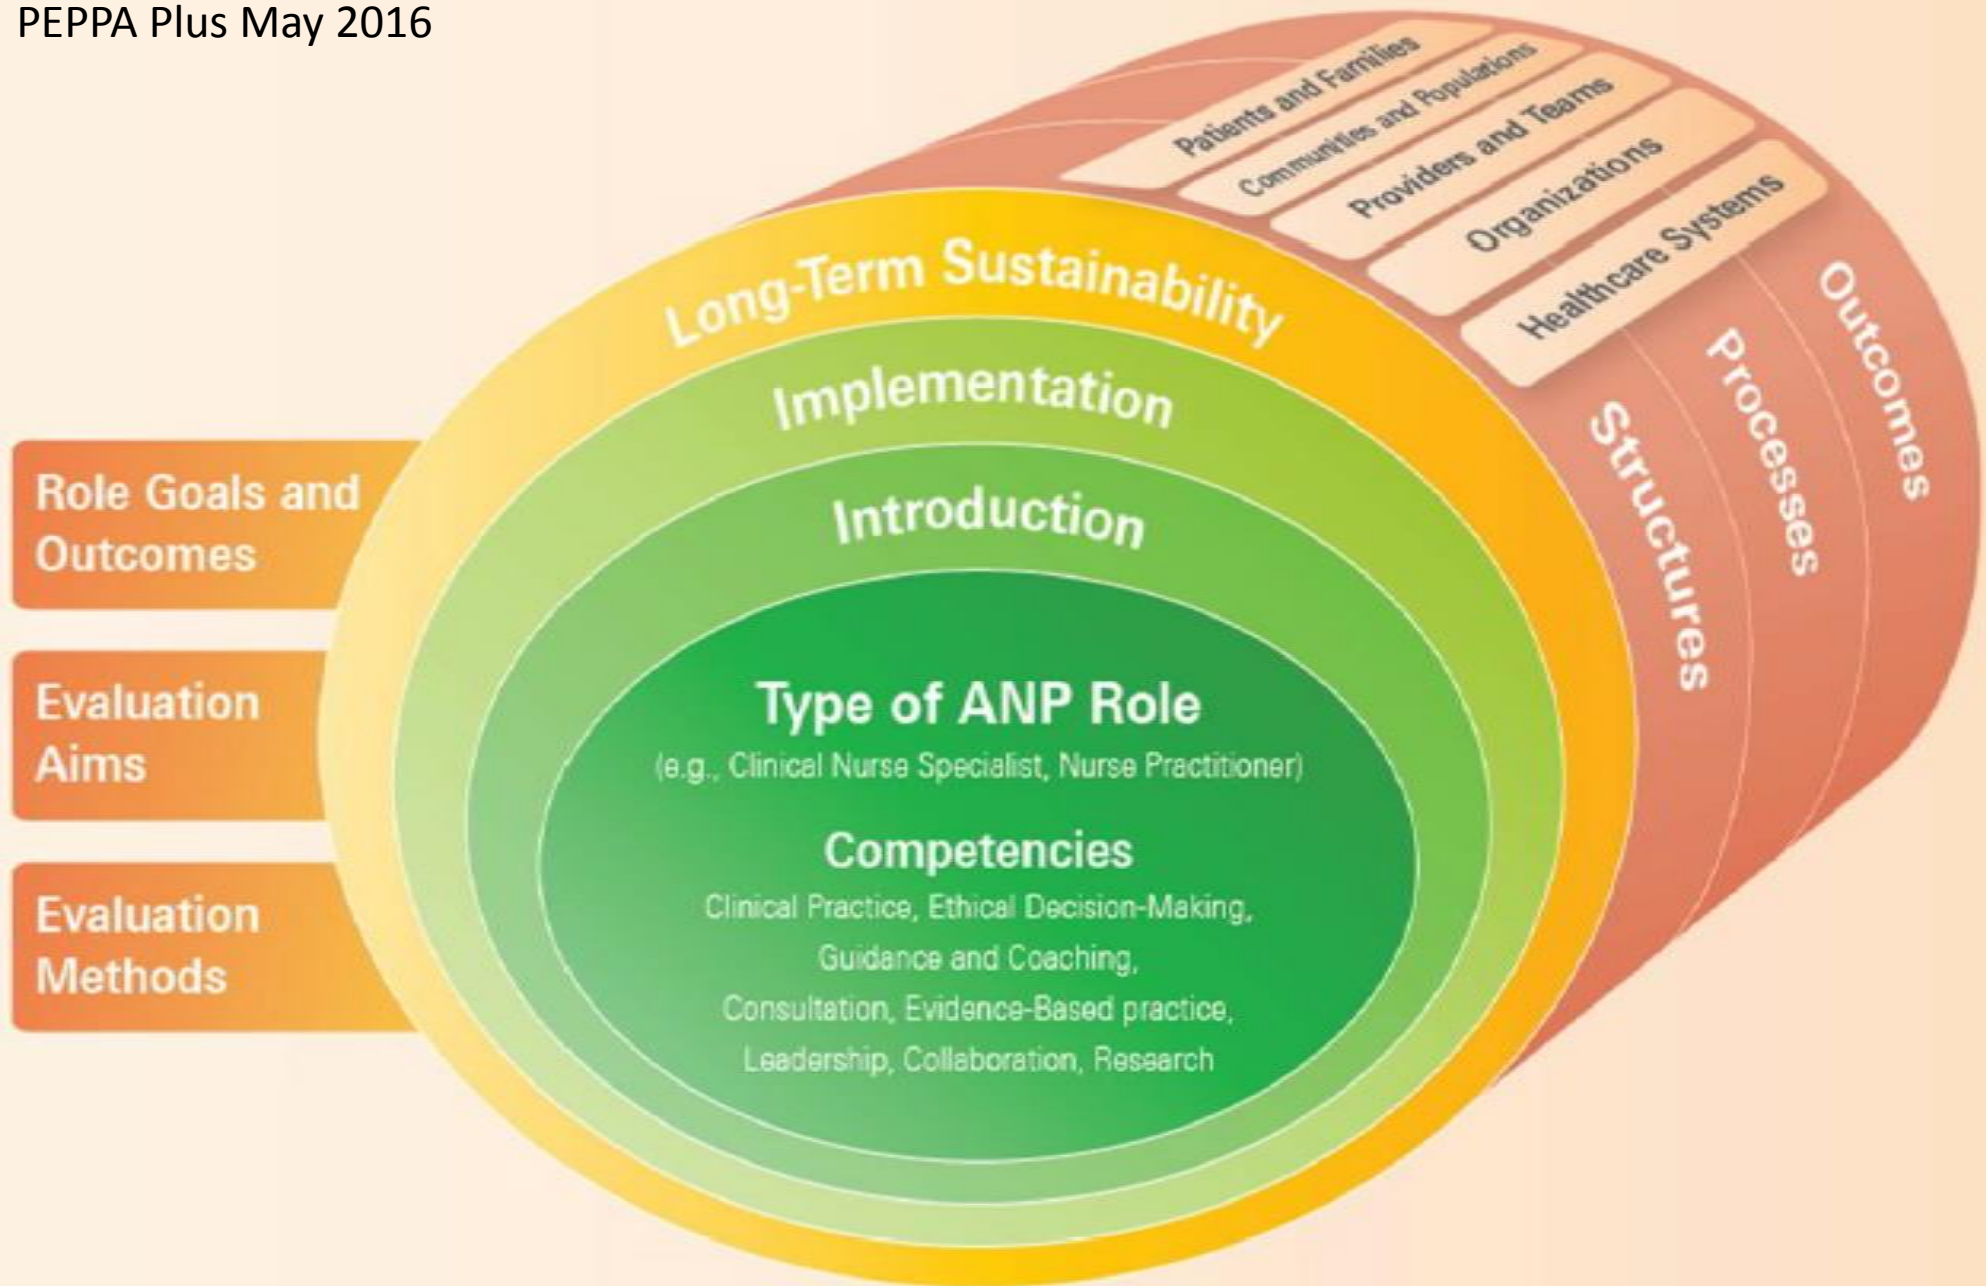 PEPPA Plus May 2016
Patients and Families
Communities and Populations
Providers and Teams
Organizations
Healthcare Systems
Outcomes
Processes
Structures
Long-Term Sustainability
Implementation
Introduction
Role Goals and
Outcomes
Evaluation
Aims
Evaluation
Methods
Type of ANP Role
(e.g., Clinical Nurse Specialist, Nurse Practitioner)
Competencies
Clinical Practice, Ethical Decision-Making,
Guidance and Coaching,
Consultation, Evidence-Based practice,
Leadership, Collaboration, Research